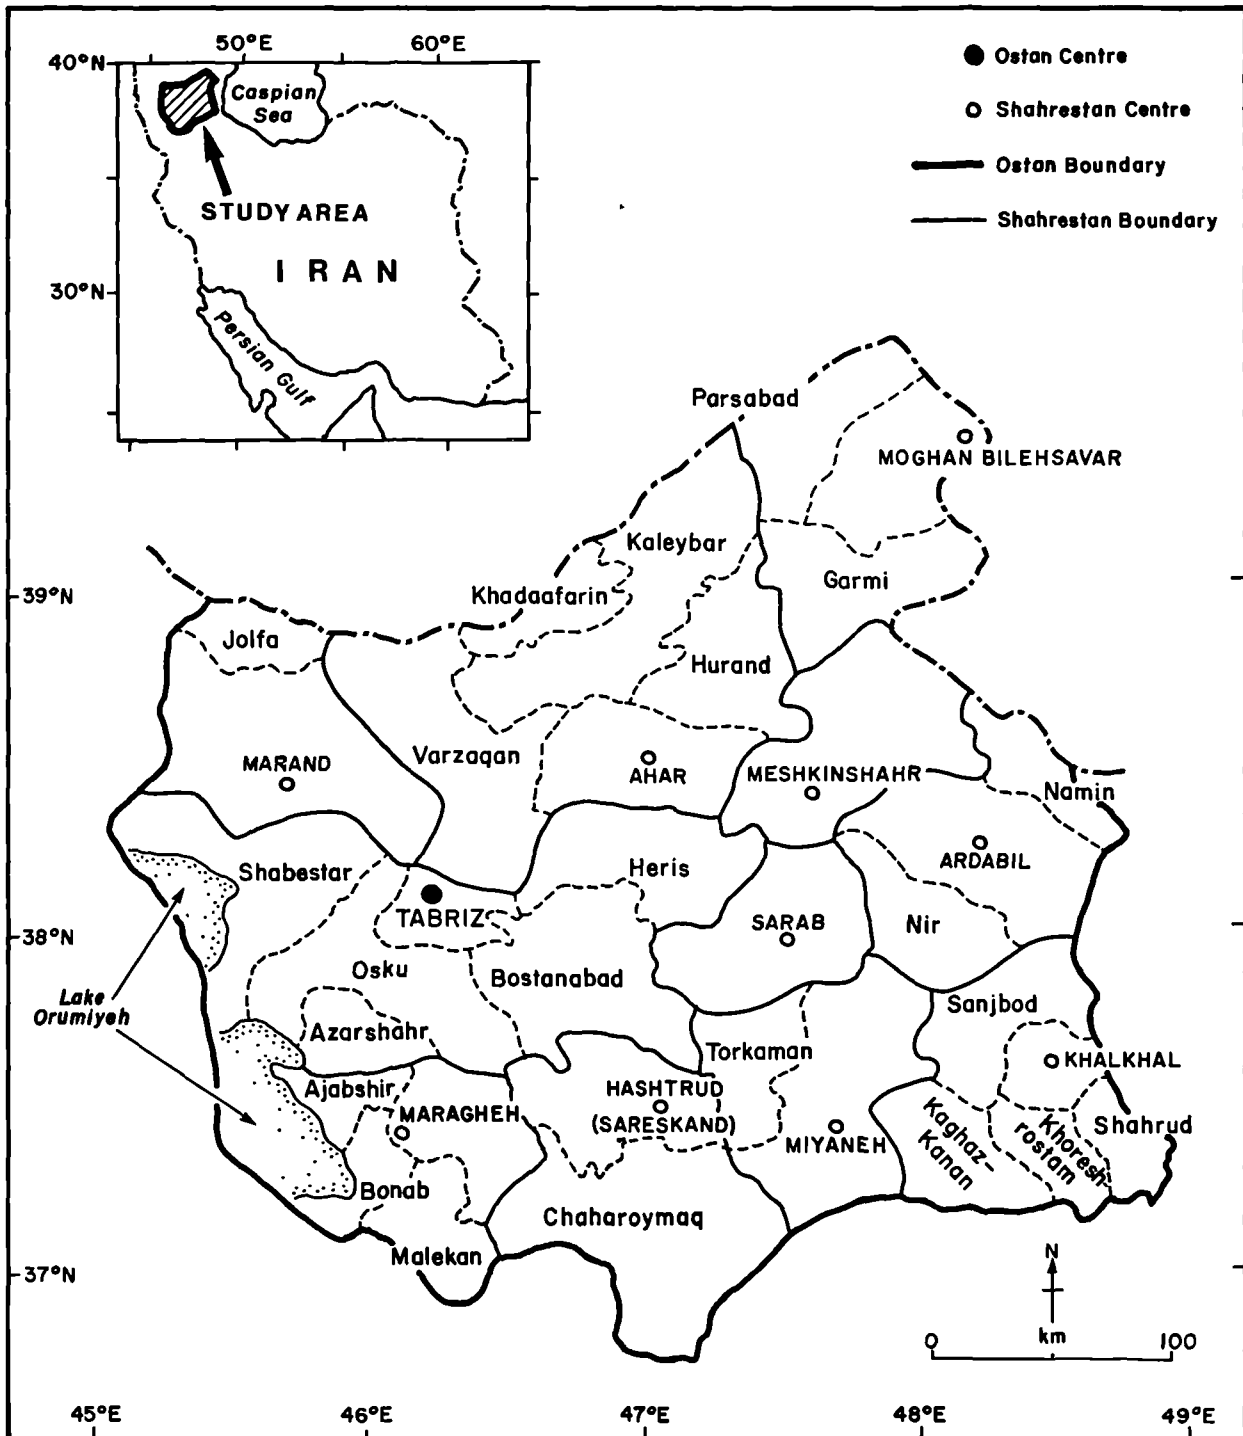 50°E 60°E
40°N
30°N
Caspian
Sea
STUDY AREA
IRAN
Persian Gulf
Ostan Centre
Shahrestan Centre
Ostan Boundary
Shahrestan Boundary
Parsabad
MOGHAN BILEHSAVAR
Kaleybar
Garmi
Khadaafarin
39°N
Jolfa
Hurand
Varzaqan
MARAND
AHAR
MESHKINSHAHR
Namin
Shabestar
Heris
ARDABIL
TABRIZ
SARAB
Nir
38°N
Osku
Bostanabad
Lake
Orumiyeh
Sanjbod
Azarshahr
Torkaman
KHALKHAL
Ajabshir
HASHTRUD
(SARESKAND)
MARAGHEH
MIYANEH
Kaghaz-
Kanan
Khoresh-
rostam
Shahrud
Bonab
Chaharoymaq
Malekan
37°N
N
km
0 100
45°E 46°E 47°E 48°E 49°E